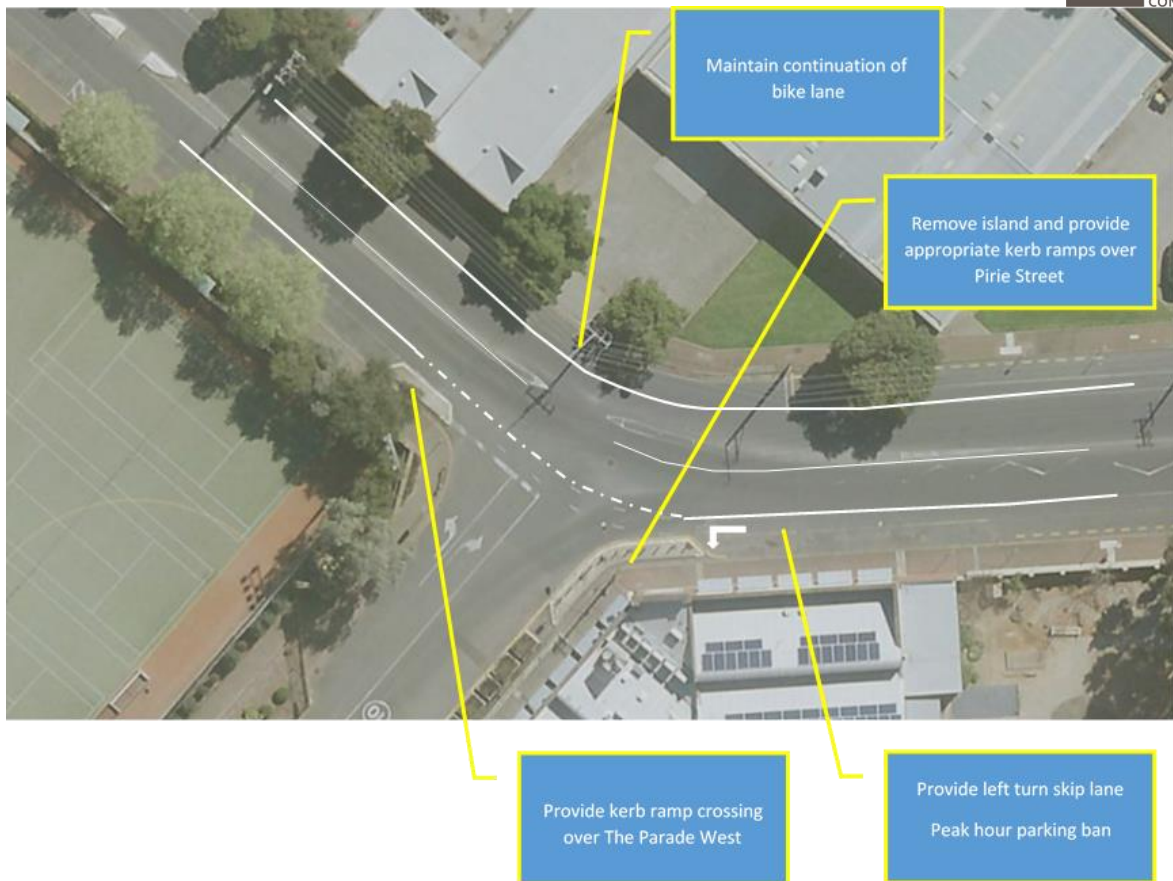 Maintain continuation of
bike lane
Remove island and provide
appropriate kerb ramps over
Pirie Street
Provide kerb ramp crossing
over The Parade West
Provide left turn skip lane
Peak hour parking ban